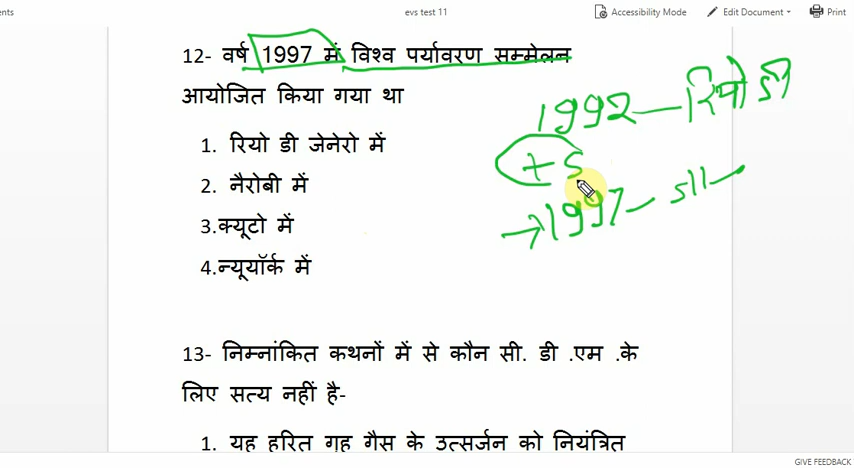 ents
evs test 11
Accessibility Mode
Edit Document
Print
12- वर्ष 1997 में विश्व पर्यावरण सम्मेलन
आयोजित किया गया था
1. रियो डी जेनेरो में
2. नैरोबी में
3.क्यूटो में
4.न्यूयॉर्क में
1992 — रियो डी
+ 5
→ 1997 —
13- निम्नांकित कथनों में से कौन सी. डी .एम .के
लिए सत्य नहीं है-
1. यह हरित गृह गैस के उत्सर्जन को नियंत्रित
GIVE FEEDBACK